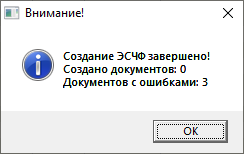 Внимание!
Создание ЭСЧФ завершено!
Создано документов: 0
Документов с ошибками: 3
OK